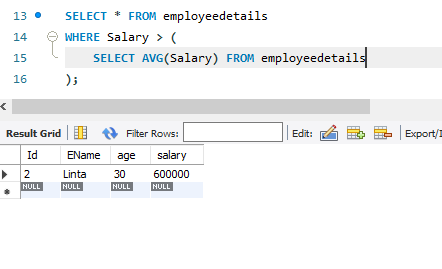 13 SELECT * FROM employeedetails
14 WHERE Salary > (
15 SELECT AVG(Salary) FROM employeedetails
16 );
Result Grid Filter Rows: Edit: Export/I
Id EName age salary
2 Linta 30 600000
NULL NULL NULL NULL